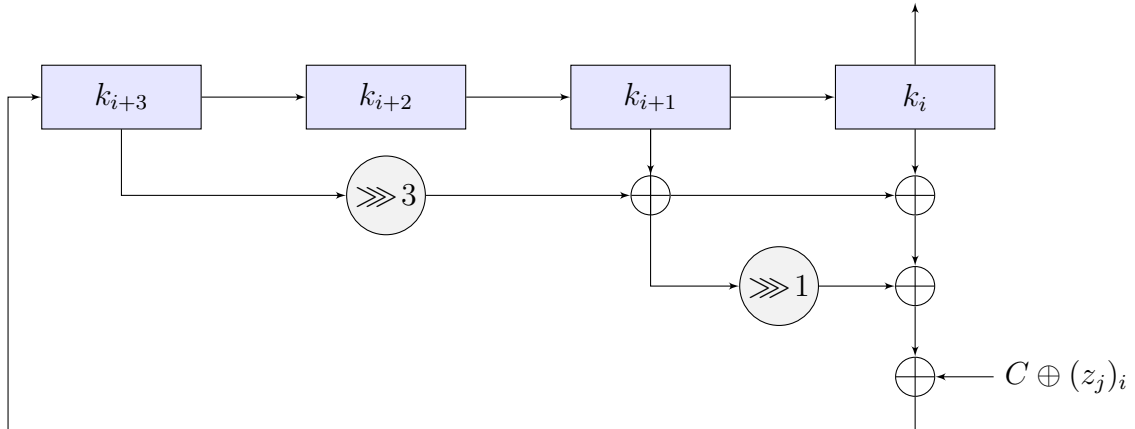 k_{i+3} k_{i+2} k_{i+1} k_i
⋙ 3
⋙ 1
C ⊕ (z_j)_i